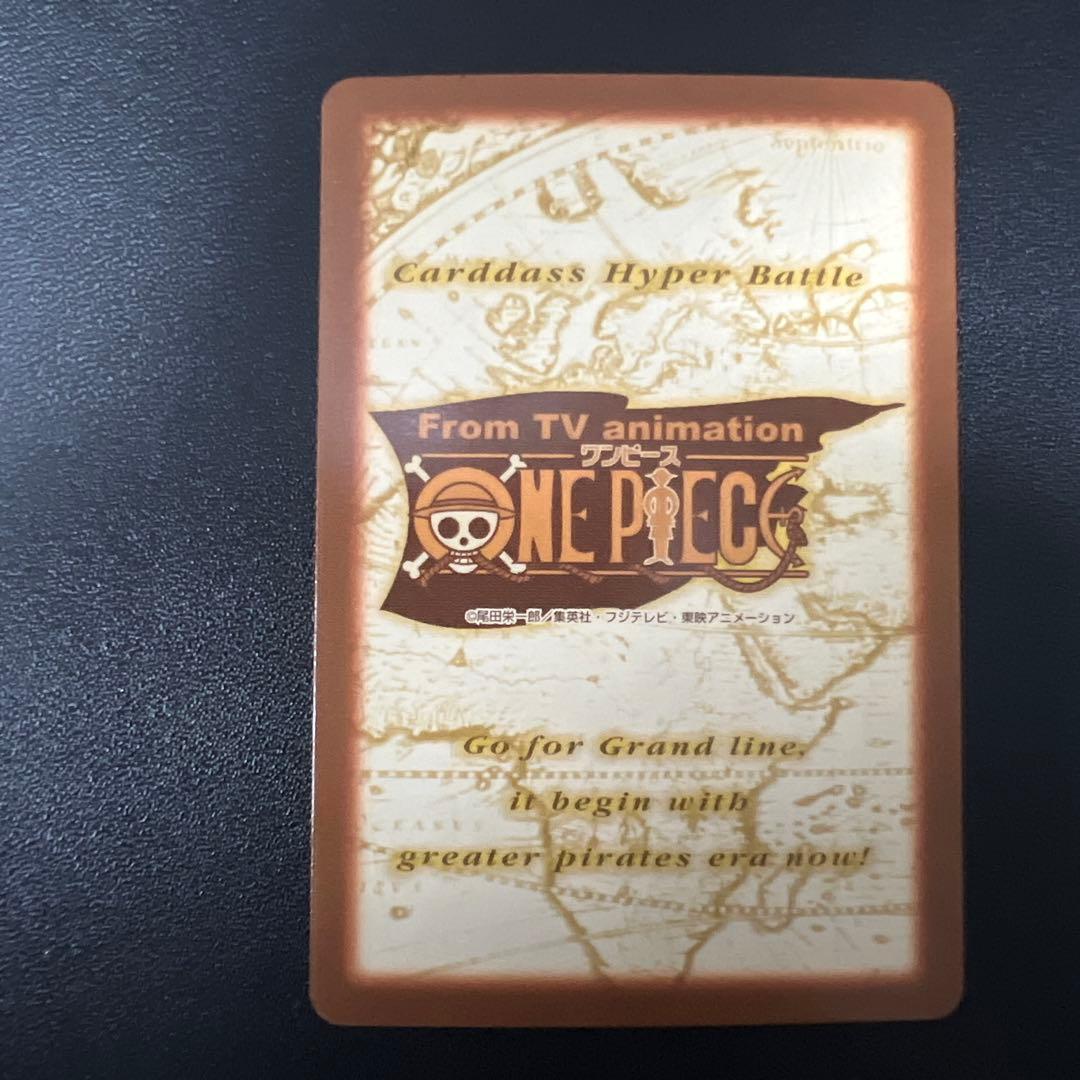 Septentrio
Carddass Hyper Battle
From TV animation
ワンピース
ONE PIECE
©尾田栄一郎/集英社・フジテレビ・東映アニメーション
Go for Grand line,
it begin with
greater pirates era now!